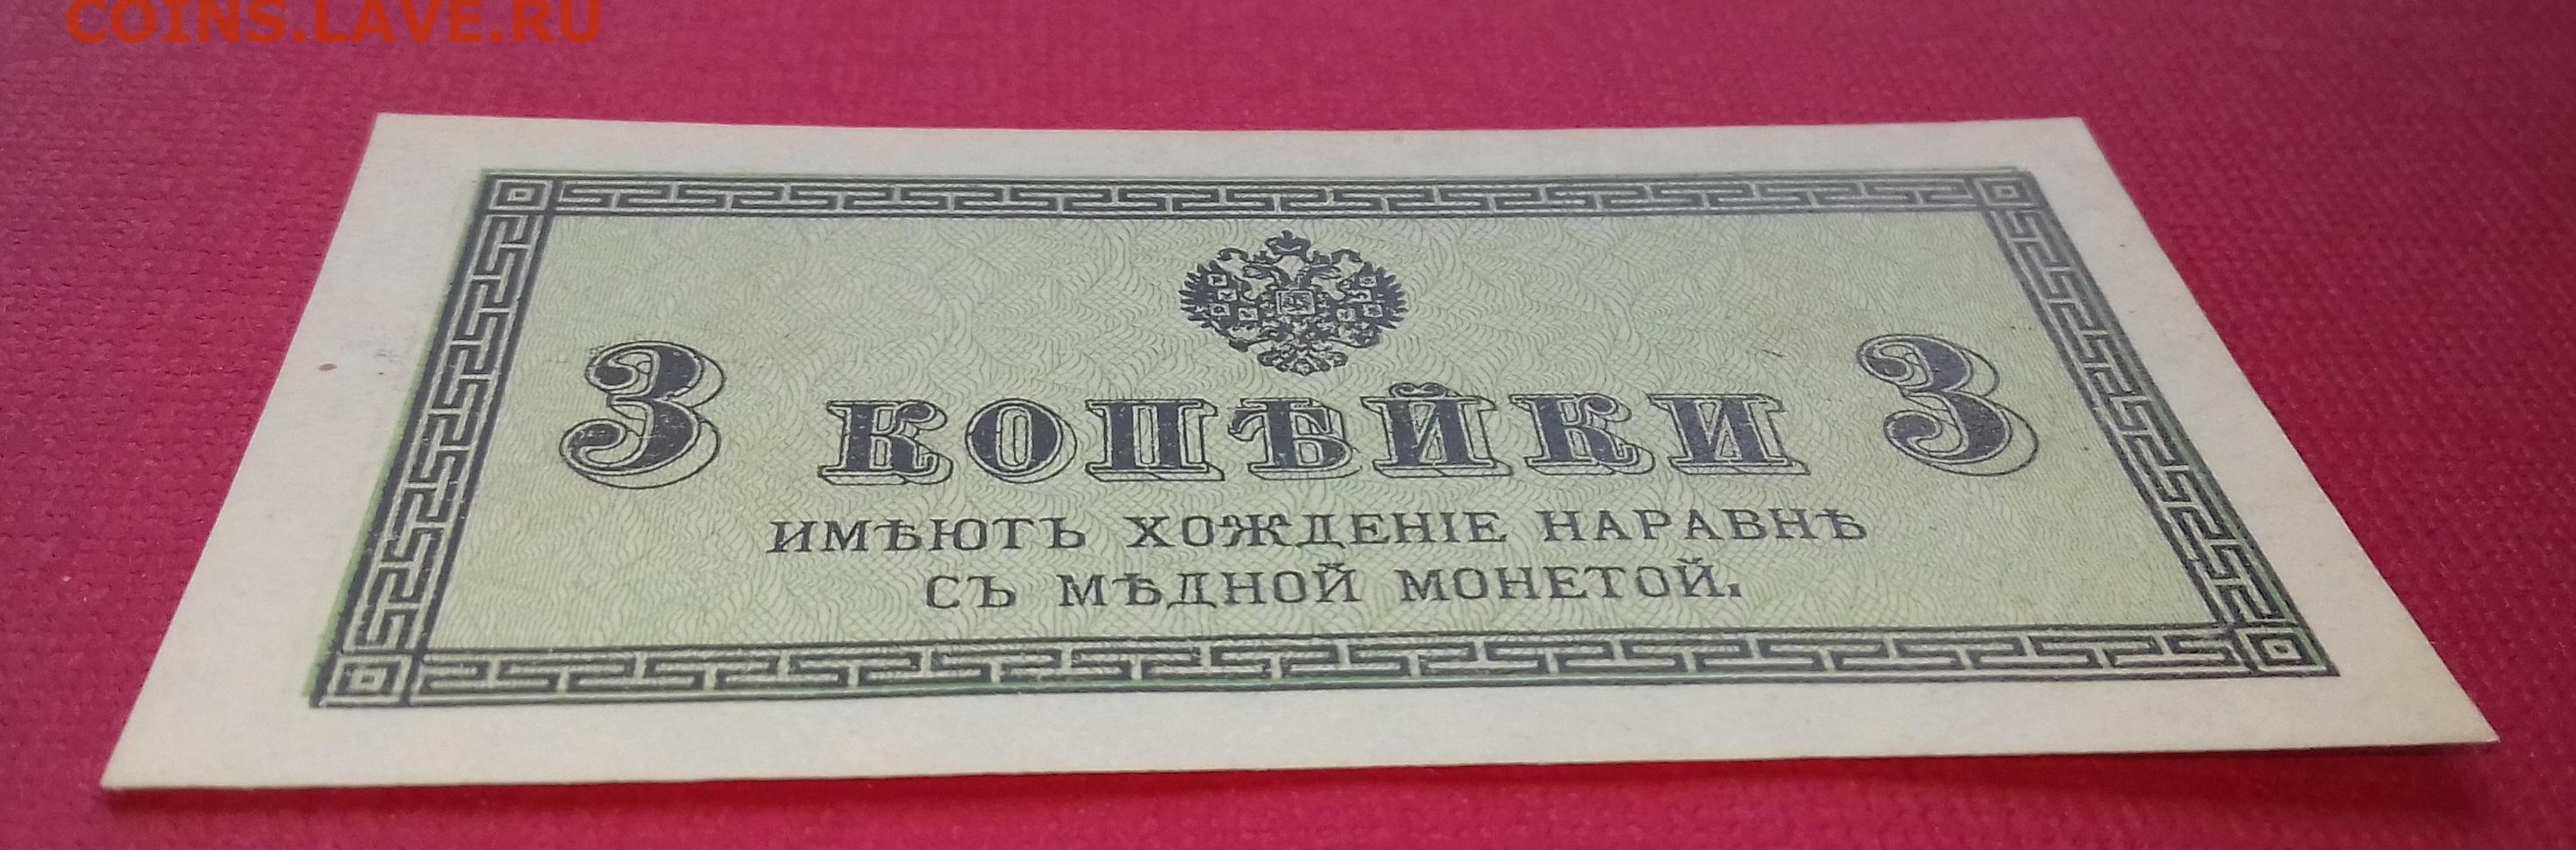 COINS.LAVE.RU
3 КОПѢЙКИ 3
ИМѢЮТЪ ХОЖДЕНІЕ НАРАВНѢ
СЪ МѢДНОЙ МОНЕТОЙ.